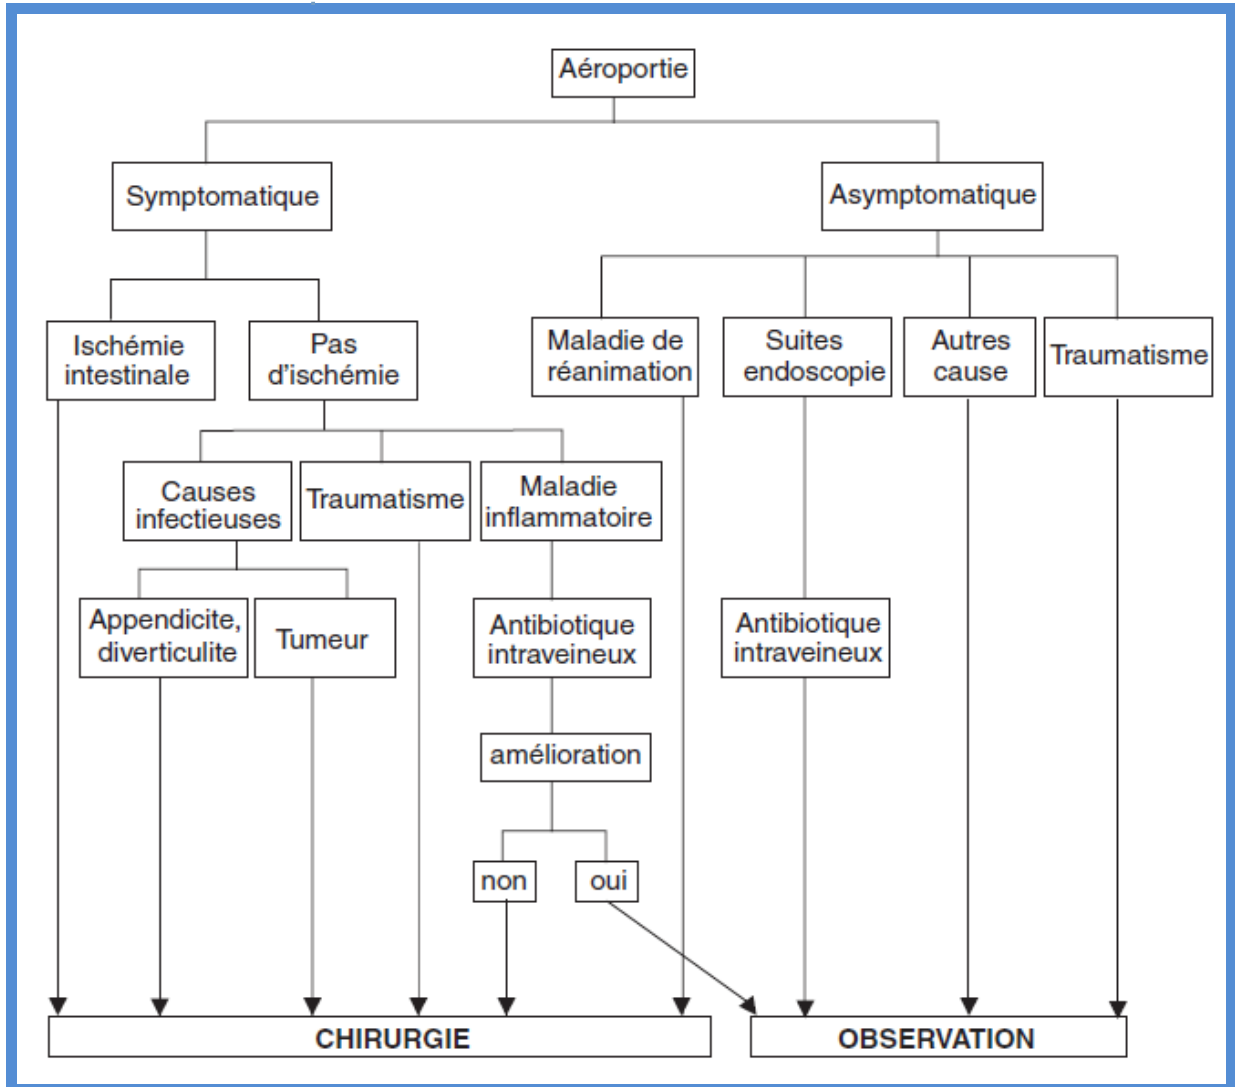 Aéroportie
Symptomatique
Asymptomatique
Ischémie
intestinale
Pas
d'ischémie
Maladie de
réanimation
Suites
endoscopie
Autres
cause
Traumatisme
Causes
infectieuses
Traumatisme
Maladie
inflammatoire
Appendicite,
diverticulite
Tumeur
Antibiotique
intraveineux
Antibiotique
intraveineux
amélioration
non
oui
CHIRURGIE
OBSERVATION